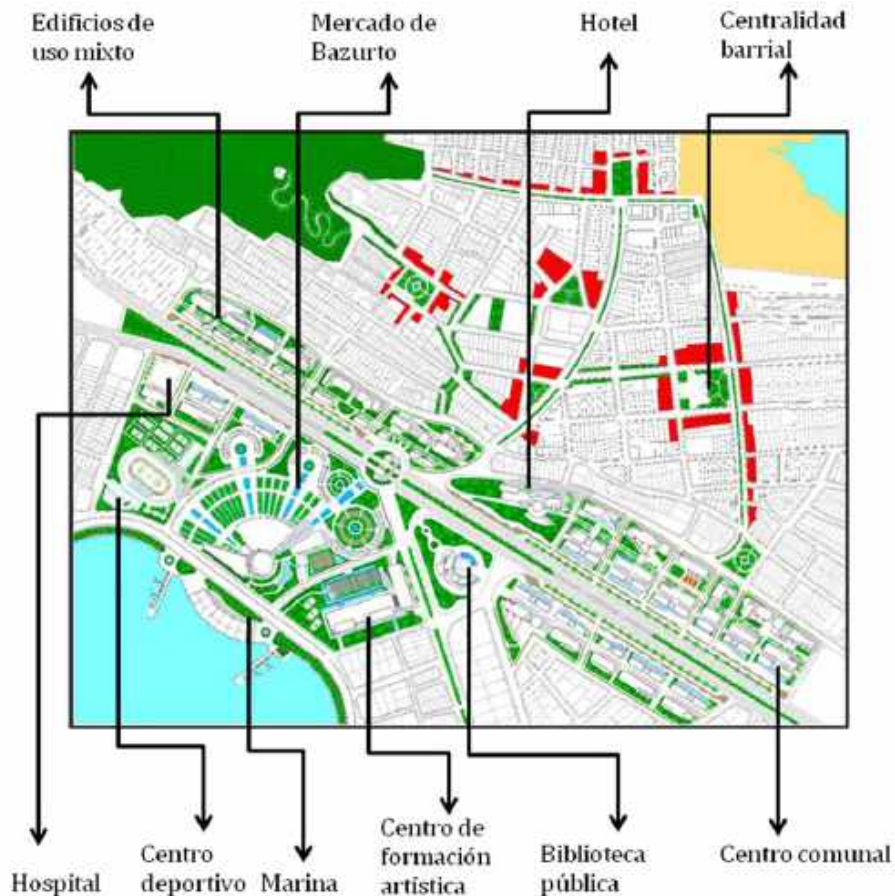 Edificios de
uso mixto
Mercado de
Bazurto
Hotel
Centralidad
barrial
Hospital
Centro
deportivo
Marina
Centro de
formación
artística
Biblioteca
pública
Centro comunal